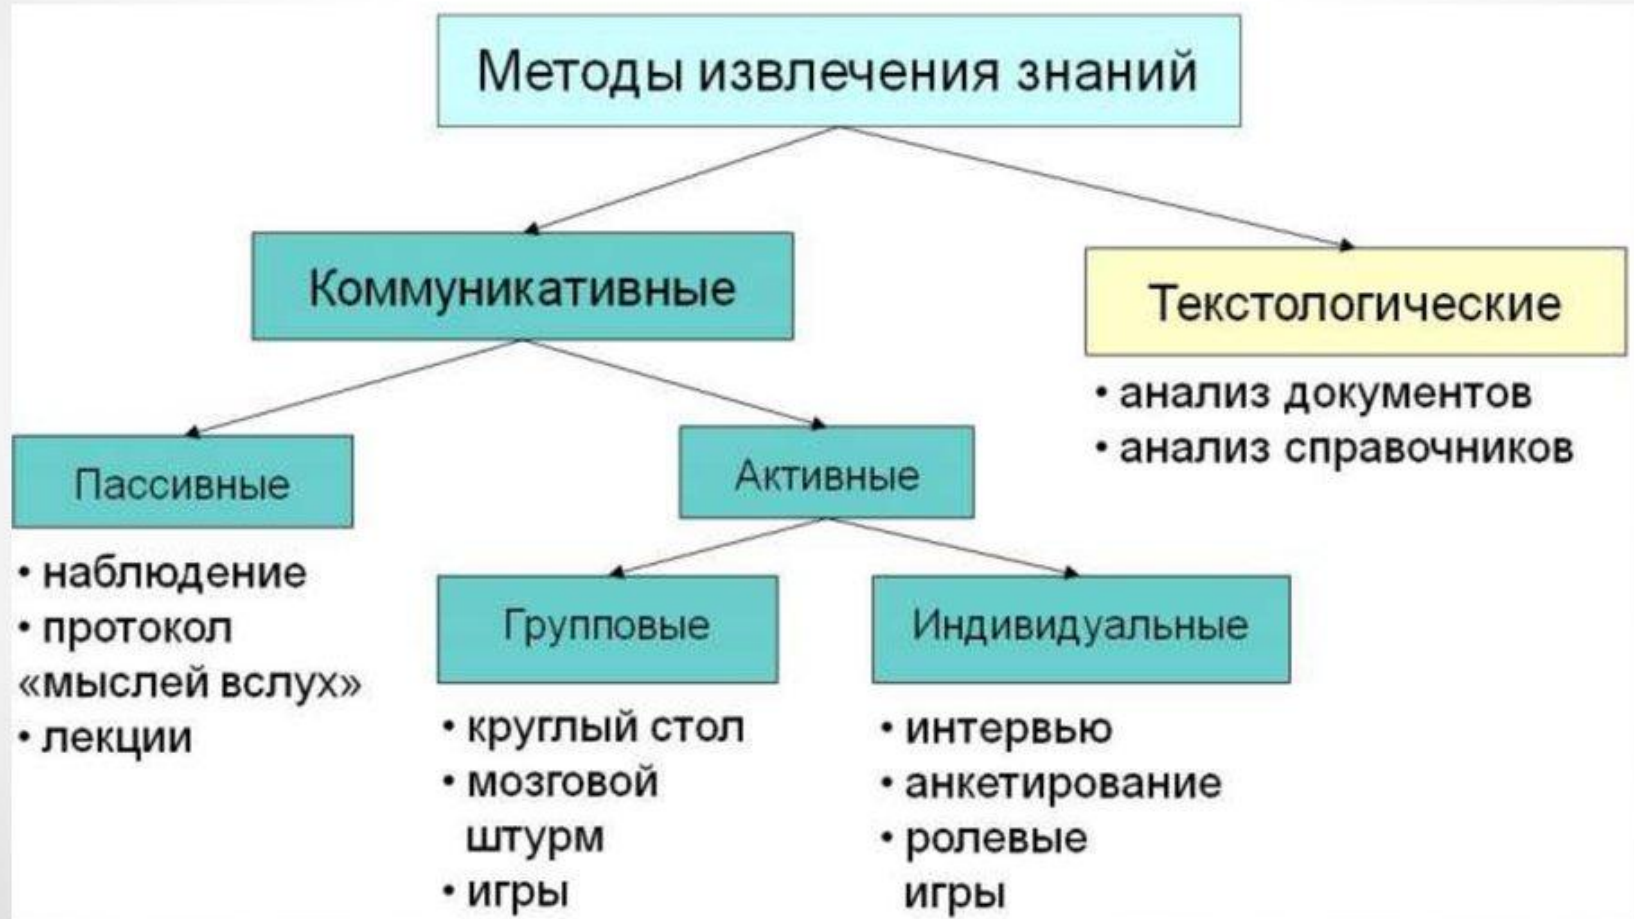 Методы извлечения знаний
Коммуникативные
Текстологические
• анализ документов
• анализ справочников
Пассивные
• наблюдение
• протокол
«мыслей вслух»
• лекции
Активные
Групповые
• круглый стол
• мозговой
штурм
• игры
Индивидуальные
• интервью
• анкетирование
• ролевые
игры